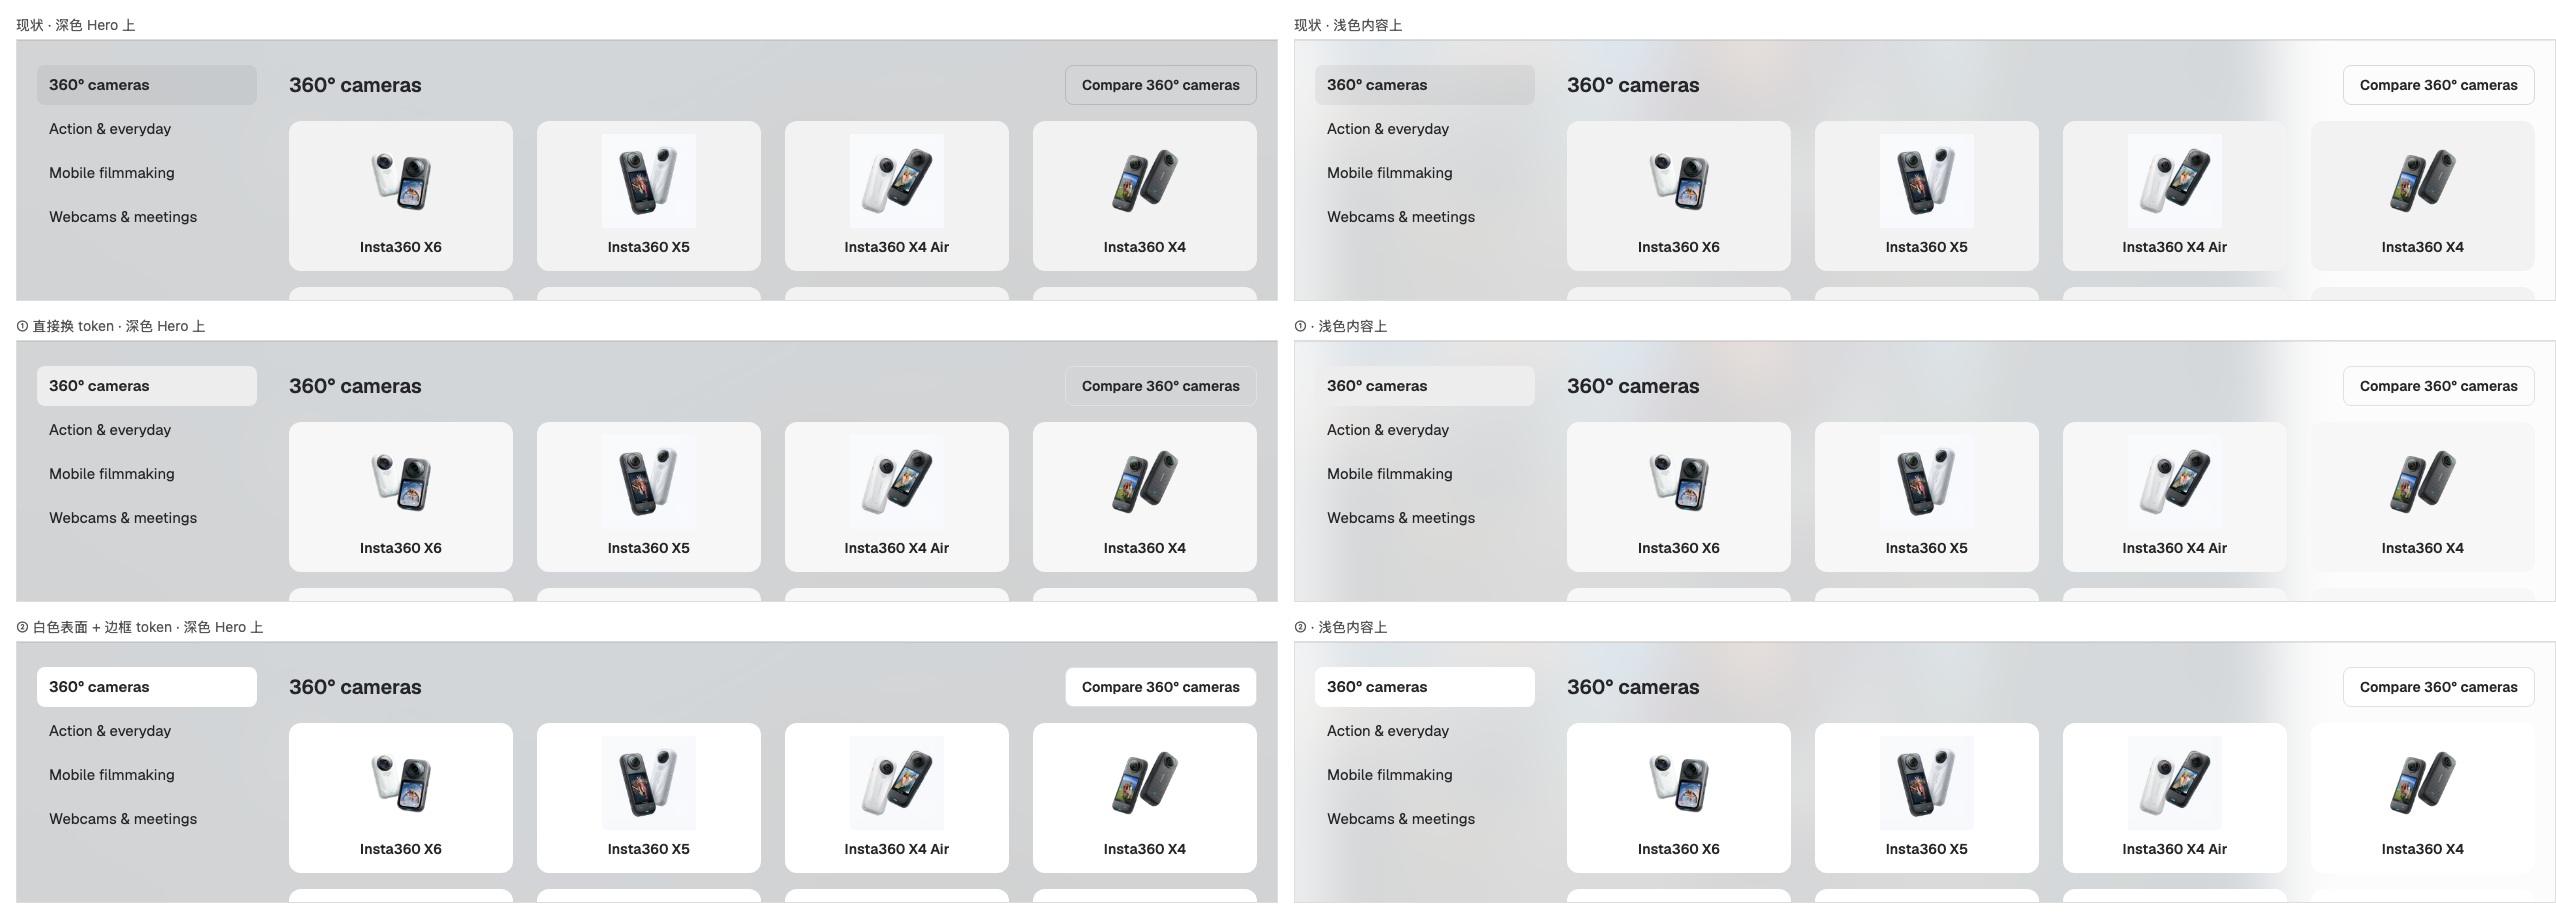 现状 · 深色 Hero 上
360° cameras
Action & everyday
Mobile filmmaking
Webcams & meetings
360° cameras
Compare 360° cameras
Insta360 X6
Insta360 X5
Insta360 X4 Air
Insta360 X4
现状 · 浅色内容上
360° cameras
Action & everyday
Mobile filmmaking
Webcams & meetings
360° cameras
Compare 360° cameras
Insta360 X6
Insta360 X5
Insta360 X4 Air
Insta360 X4
① 直接换 token · 深色 Hero 上
360° cameras
Action & everyday
Mobile filmmaking
Webcams & meetings
360° cameras
Compare 360° cameras
Insta360 X6
Insta360 X5
Insta360 X4 Air
Insta360 X4
① · 浅色内容上
360° cameras
Action & everyday
Mobile filmmaking
Webcams & meetings
360° cameras
Compare 360° cameras
Insta360 X6
Insta360 X5
Insta360 X4 Air
Insta360 X4
② 白色表面 + 边框 token · 深色 Hero 上
360° cameras
Action & everyday
Mobile filmmaking
Webcams & meetings
360° cameras
Compare 360° cameras
Insta360 X6
Insta360 X5
Insta360 X4 Air
Insta360 X4
② · 浅色内容上
360° cameras
Action & everyday
Mobile filmmaking
Webcams & meetings
360° cameras
Compare 360° cameras
Insta360 X6
Insta360 X5
Insta360 X4 Air
Insta360 X4